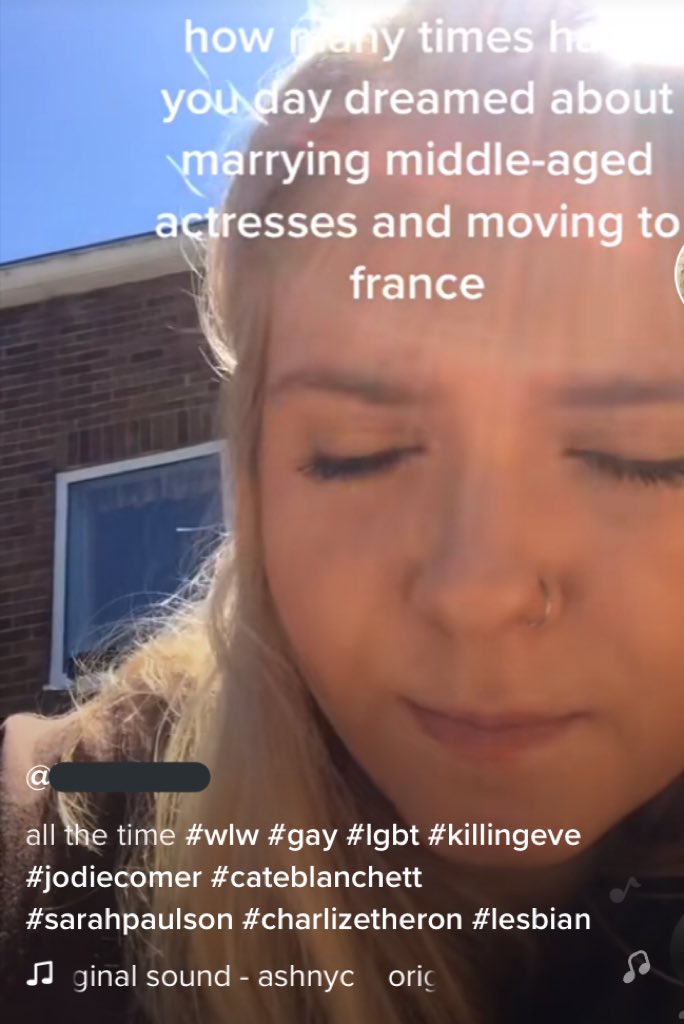 how many times have
you day dreamed about
marrying middle-aged
actresses and moving to
france
@
all the time #wlw #gay #lgbt #killingeve
#jodiecomer #cateblanchett
#sarahpaulson #charlizetheron #lesbian
ginal sound - ashnyc orig